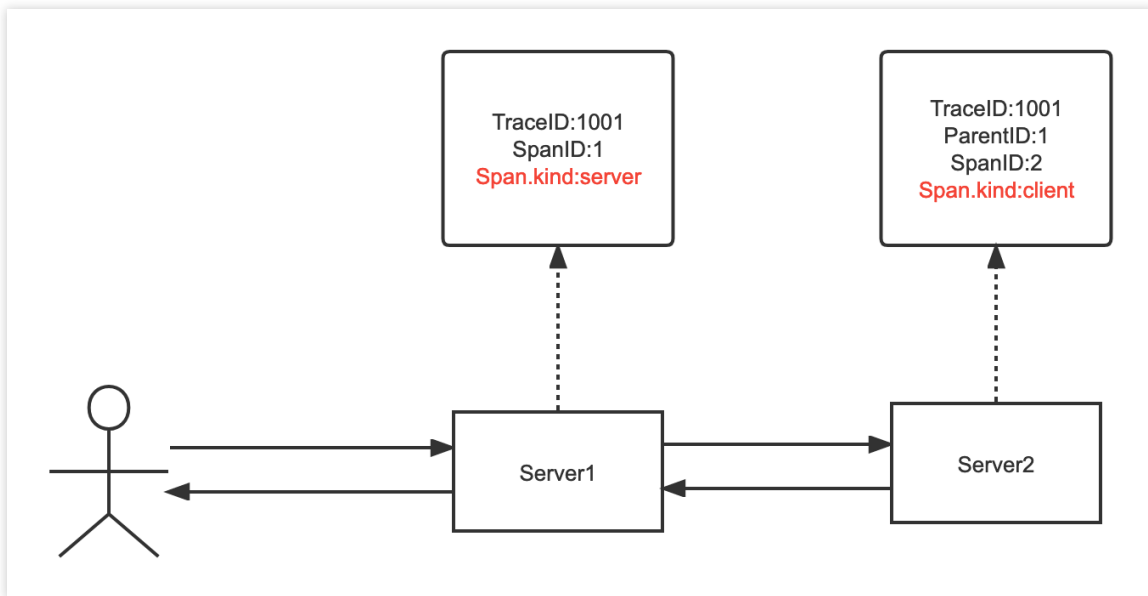 TraceID:1001
SpanID:1
Span.kind:server
TraceID:1001
ParentID:1
SpanID:2
Span.kind:client
Server1
Server2